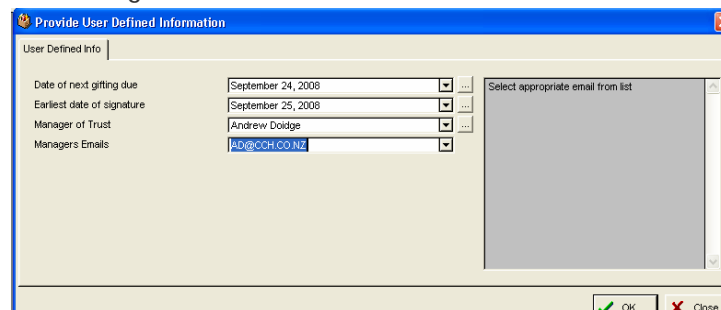 Provide User Defined Information
User Defined Info
Date of next gifting due September 24, 2008 ... Select appropriate email from list
Earliest date of signature September 25, 2008 ...
Manager of Trust Andrew Doidge ...
Managers Emails AD@CCH.CO.NZ
OK Close